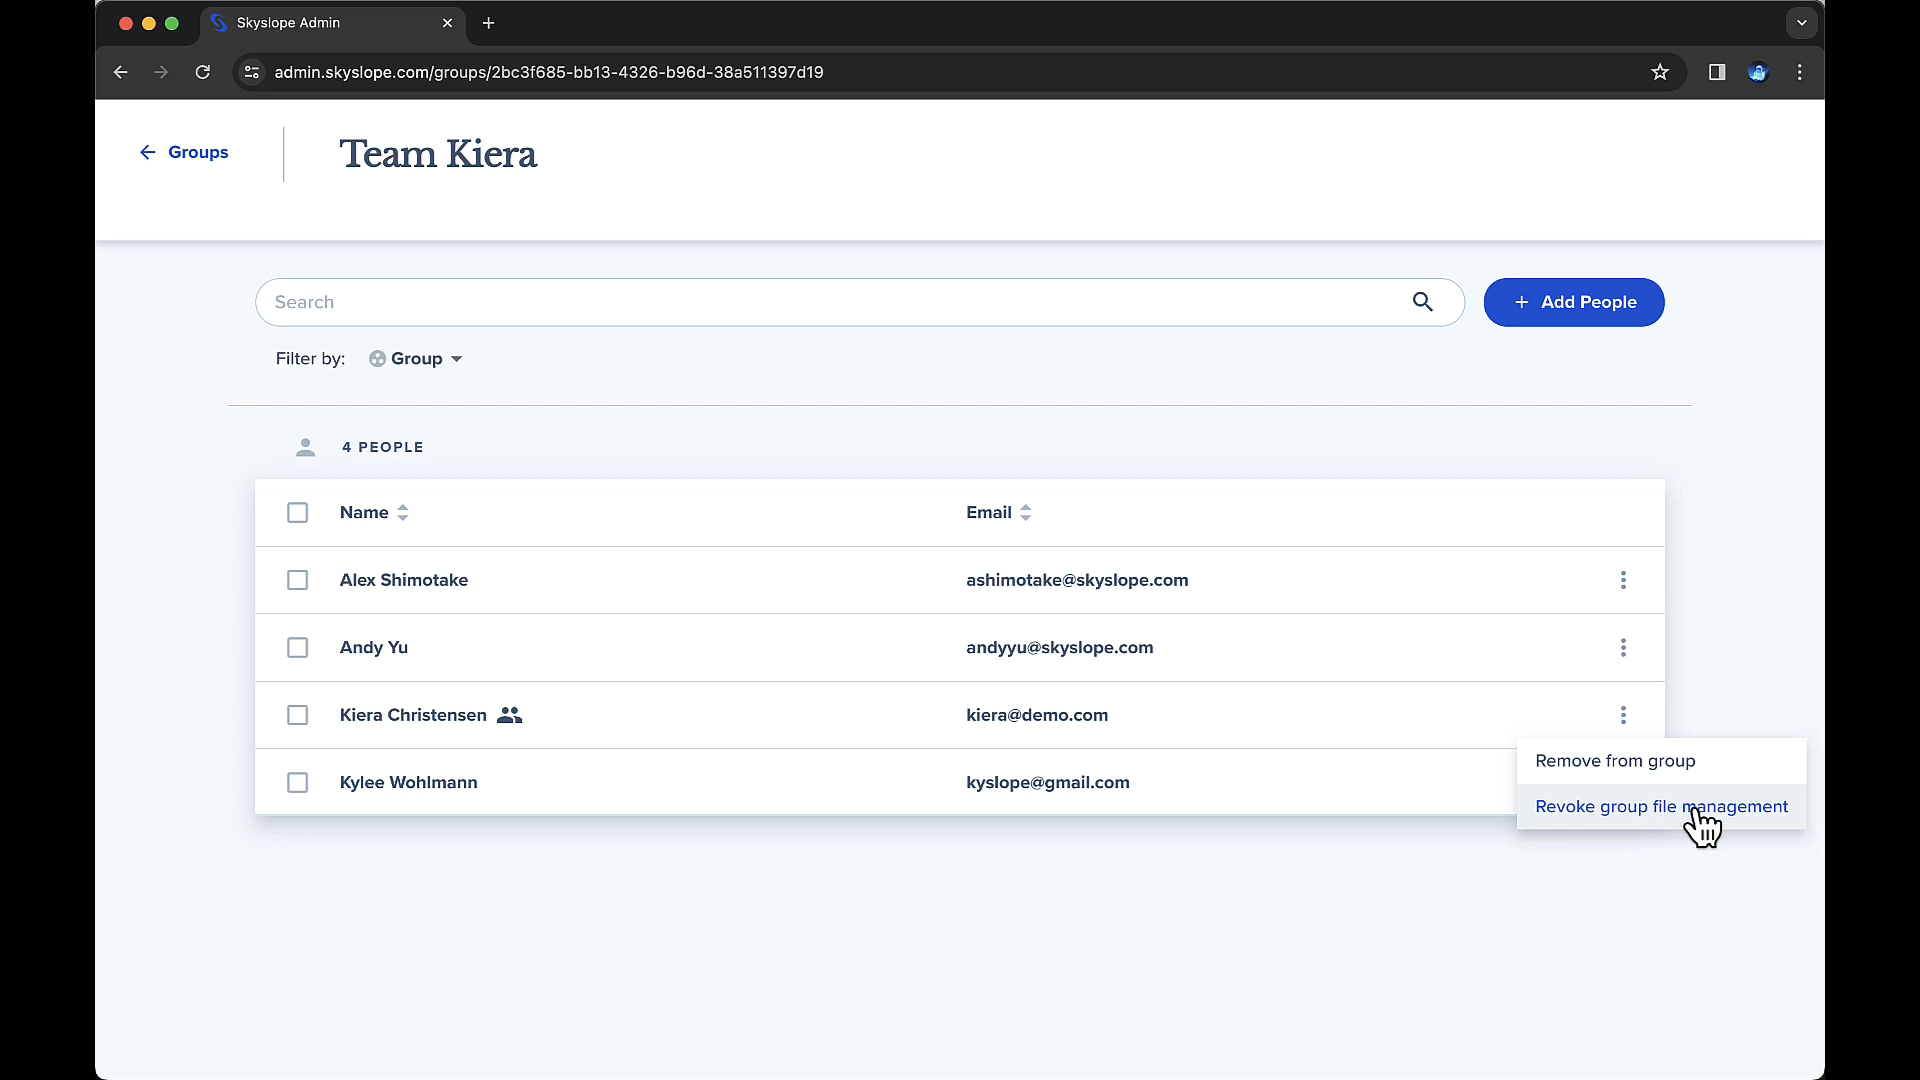 Skyslope Admin
admin.skyslope.com/groups/2bc3f685-bb13-4326-b96d-38a511397d19
Groups
Team Kiera
Search
Add People
Filter by: Group
4 PEOPLE
Name Email
Alex Shimotake ashimotake@skyslope.com
Andy Yu andyyu@skyslope.com
Kiera Christensen kiera@demo.com
Remove from group
Kylee Wohlmann kyslope@gmail.com
Revoke group file management